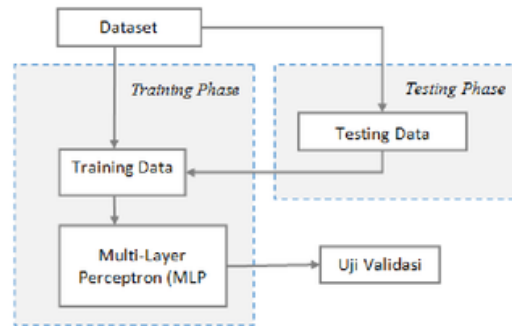 Dataset
Training Phase
Testing Phase
Testing Data
Training Data
Multi-Layer
Perceptron (MLP
Uji Validasi